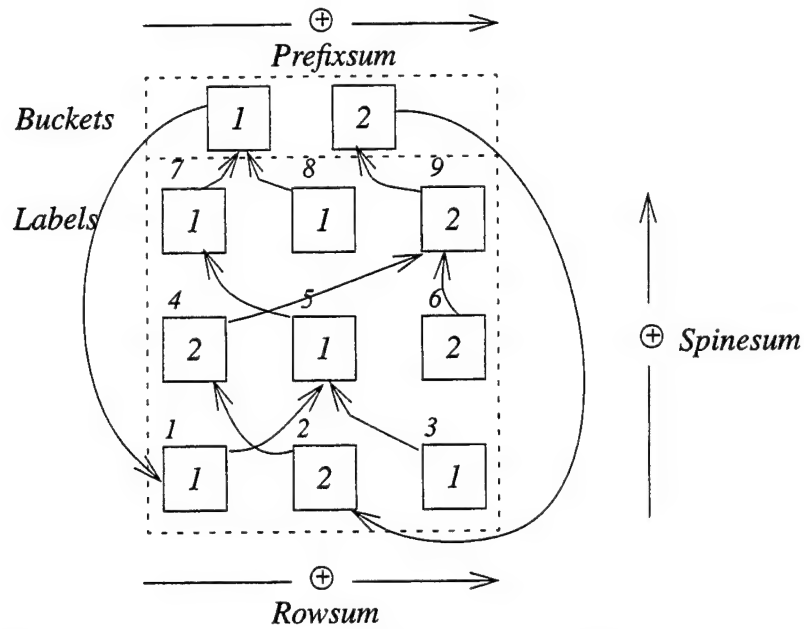 ⊕
Prefixsum
Buckets 1 2
7 8 9
Labels 1 1 2
4 5 6
2 1 2
⊕ Spinesum
1 2 3
1 2 1
⊕
Rowsum